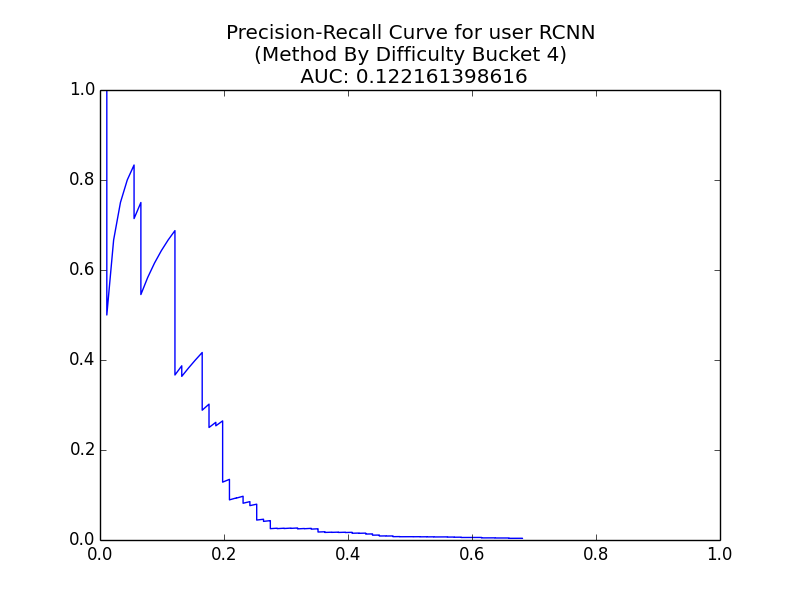 Precision-Recall Curve for user RCNN
(Method By Difficulty Bucket 4)
AUC: 0.122161398616
1.0
0.8
0.6
0.4
0.2
0.0
0.0 0.2 0.4 0.6 0.8 1.0